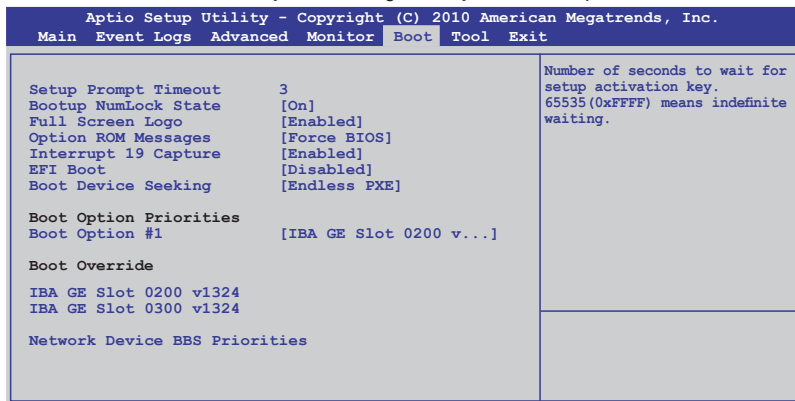 Aptio Setup Utility - Copyright (C) 2010 American Megatrends, Inc.
Main Event Logs Advanced Monitor Boot Tool Exit
Setup Prompt Timeout 3
Bootup NumLock State [On]
Full Screen Logo [Enabled]
Option ROM Messages [Force BIOS]
Interrupt 19 Capture [Enabled]
EFI Boot [Disabled]
Boot Device Seeking [Endless PXE]
Boot Option Priorities
Boot Option #1 [IBA GE Slot 0200 v...]
Boot Override
IBA GE Slot 0200 v1324
IBA GE Slot 0300 v1324
Network Device BBS Priorities
Number of seconds to wait for
setup activation key.
65535(0xFFFF) means indefinite
waiting.